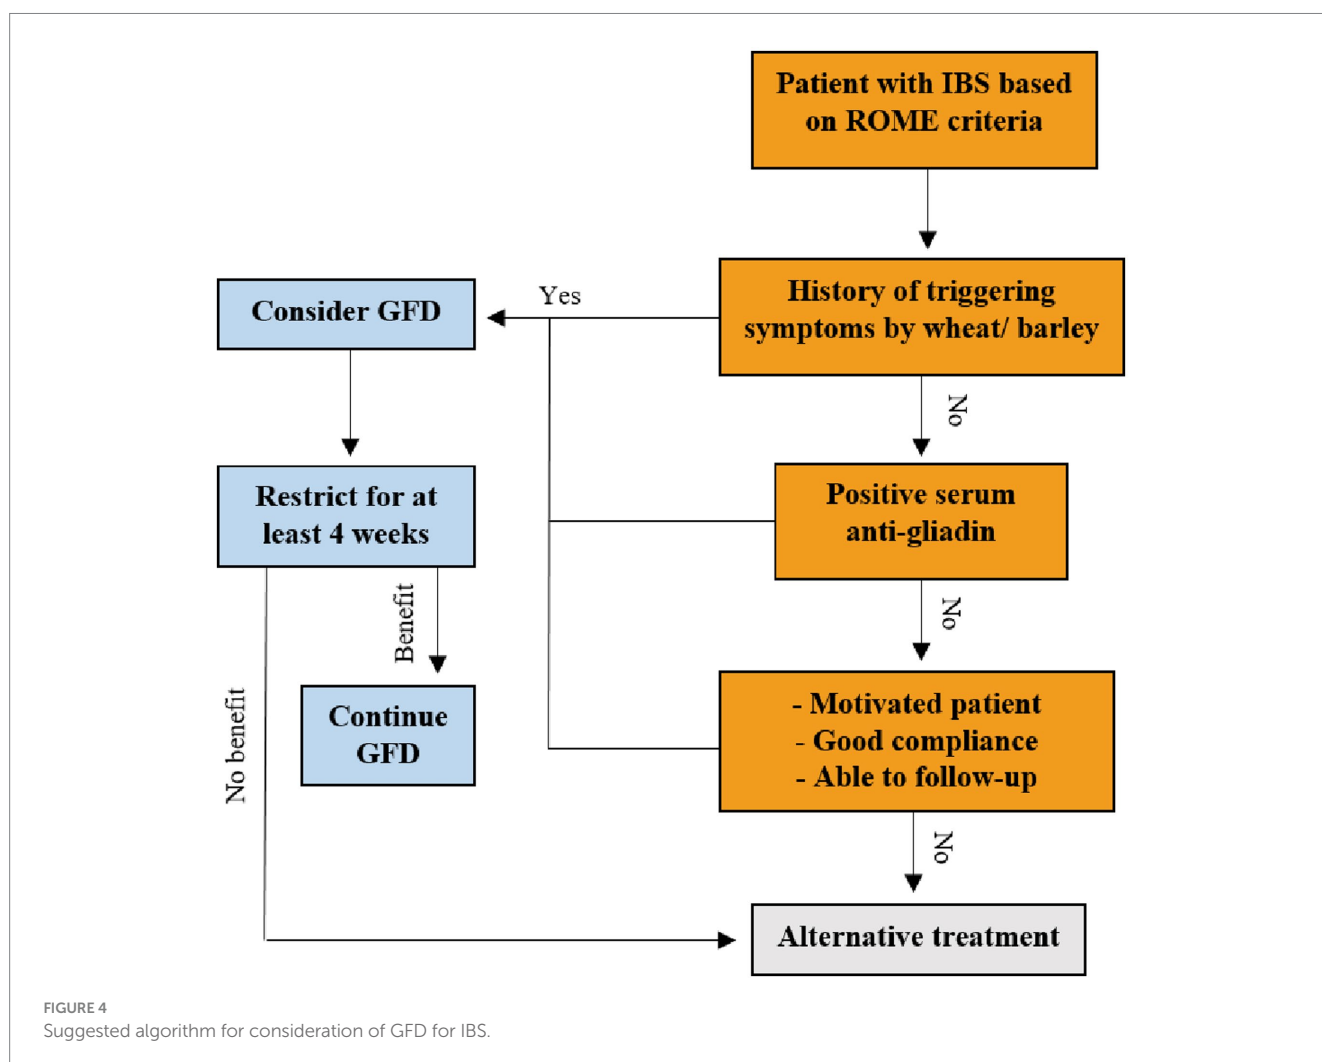 Patient with IBS based
on ROME criteria
History of triggering
symptoms by wheat/ barley
Yes
Consider GFD
No
Restrict for at
least 4 weeks
Positive serum
anti-gliadin
Benefit
No
No benefit
Continue
GFD
- Motivated patient
- Good compliance
- Able to follow-up
No
Alternative treatment
FIGURE 4
Suggested algorithm for consideration of GFD for IBS.